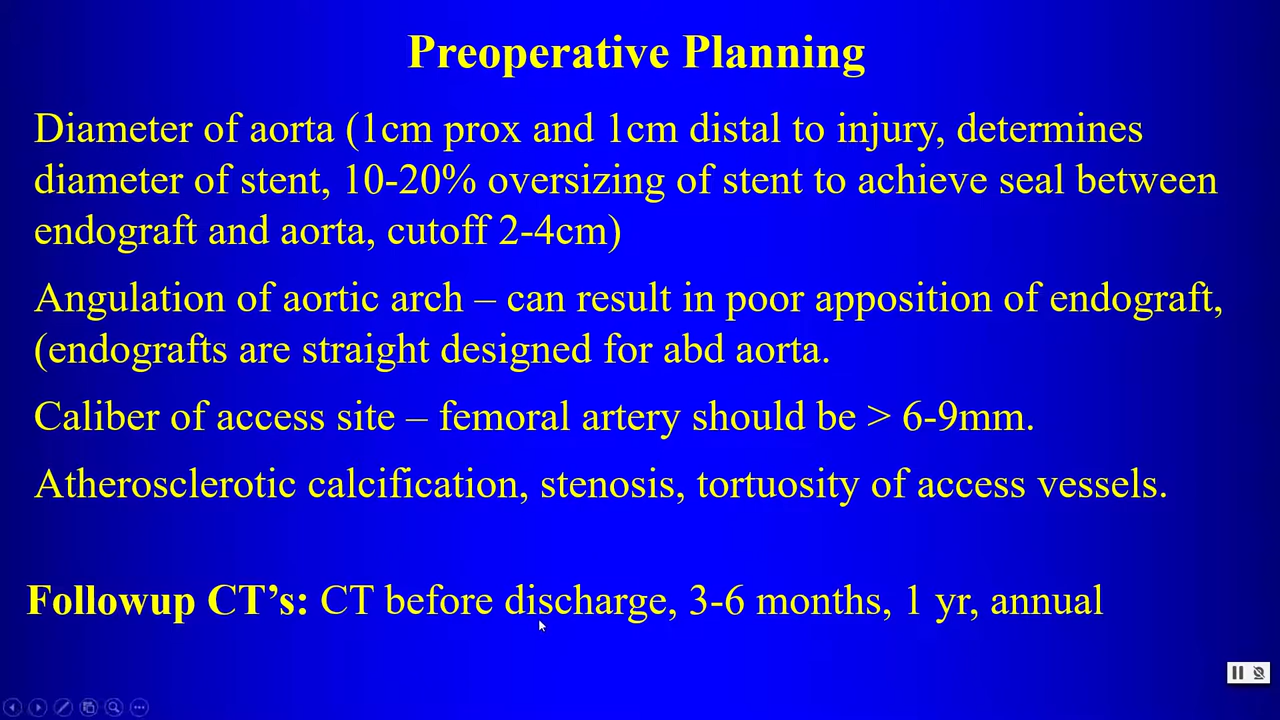 Preoperative Planning
Diameter of aorta (1cm prox and 1cm distal to injury, determines
diameter of stent, 10-20% oversizing of stent to achieve seal between
endograft and aorta, cutoff 2-4cm)
Angulation of aortic arch – can result in poor apposition of endograft,
(endografts are straight designed for abd aorta.
Caliber of access site – femoral artery should be > 6-9mm.
Atherosclerotic calcification, stenosis, tortuosity of access vessels.
Followup CT’s: CT before discharge, 3-6 months, 1 yr, annual